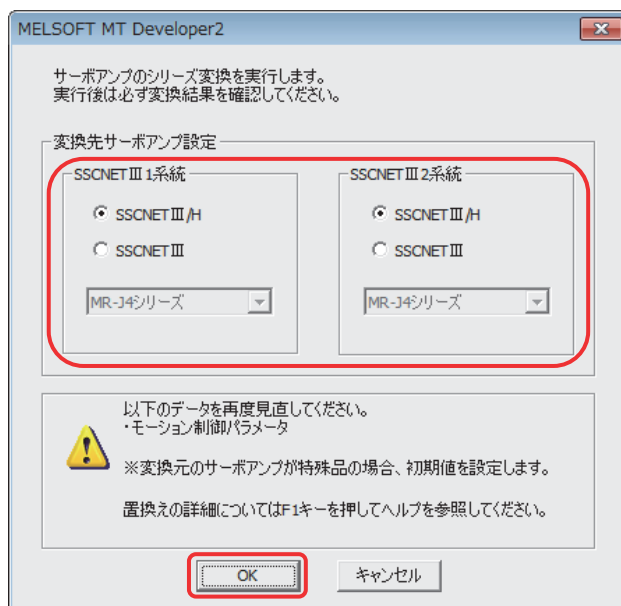 MELSOFT MT Developer2
サーボアンプのシリーズ変換を実行します。
実行後は必ず変換結果を確認してください。
変換先サーボアンプ設定
SSCNETⅢ 1系統
SSCNETⅢ/H
SSCNETⅢ
MR-J4シリーズ
SSCNETⅢ 2系統
SSCNETⅢ/H
SSCNETⅢ
MR-J4シリーズ
以下のデータを再度見直してください。
・モーション制御パラメータ
※変換元のサーボアンプが特殊品の場合、初期値を設定します。
置換えの詳細についてはF1キーを押してヘルプを参照してください。
OK
キャンセル